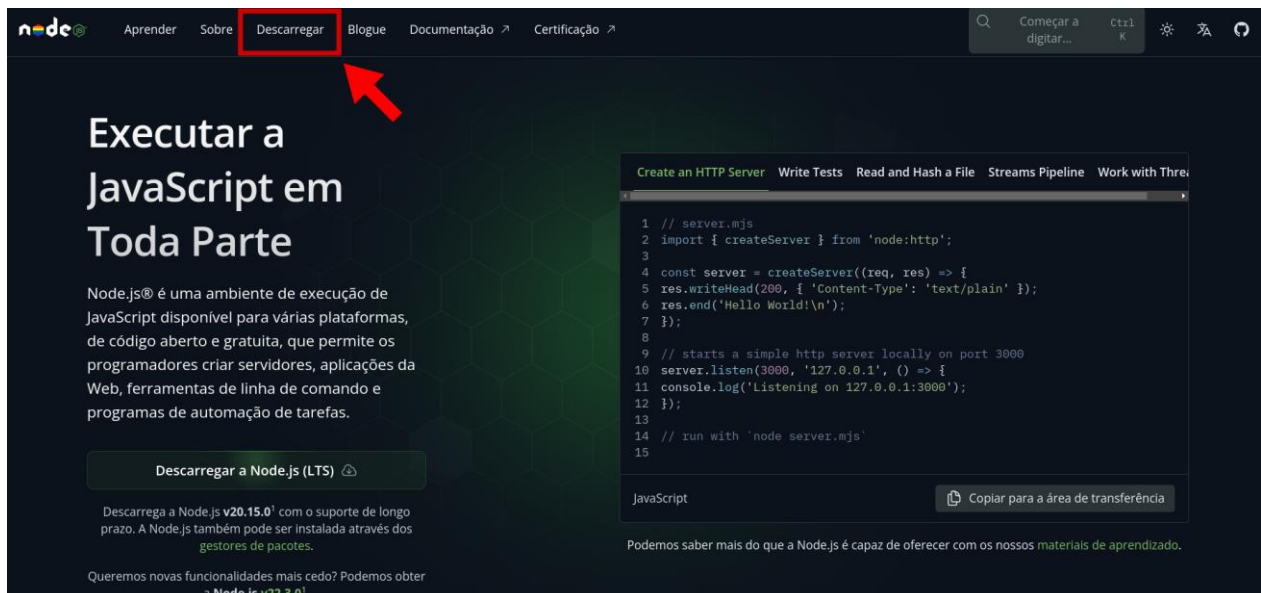 node
Aprender Sobre Descarregar Blogue Documentação ↗ Certificação ↗
Começar a
digitar...
Ctrl
K
Executar a
JavaScript em
Toda Parte
Node.js® é uma ambiente de execução de
JavaScript disponível para várias plataformas,
de código aberto e gratuita, que permite os
programadores criar servidores, aplicações da
Web, ferramentas de linha de comando e
programas de automação de tarefas.
Descarregar a Node.js (LTS)
Descarrega a Node.js v20.15.0¹ com o suporte de longo
prazo. A Node.js também pode ser instalada através dos
gestores de pacotes.
Queremos novas funcionalidades mais cedo? Podemos obter
a Node.js v22.3.0¹
Create an HTTP Server Write Tests Read and Hash a File Streams Pipeline Work with Threa
1 // server.mjs
2 import { createServer } from 'node:http';
3
4 const server = createServer((req, res) => {
5 res.writeHead(200, { 'Content-Type': 'text/plain' });
6 res.end('Hello World!\n');
7 });
8
9 // starts a simple http server locally on port 3000
10 server.listen(3000, '127.0.0.1', () => {
11 console.log('Listening on 127.0.0.1:3000');
12 });
13
14 // run with `node server.mjs`
15
JavaScript
Copiar para a área de transferência
Podemos saber mais do que a Node.js é capaz de oferecer com os nossos materiais de aprendizado.